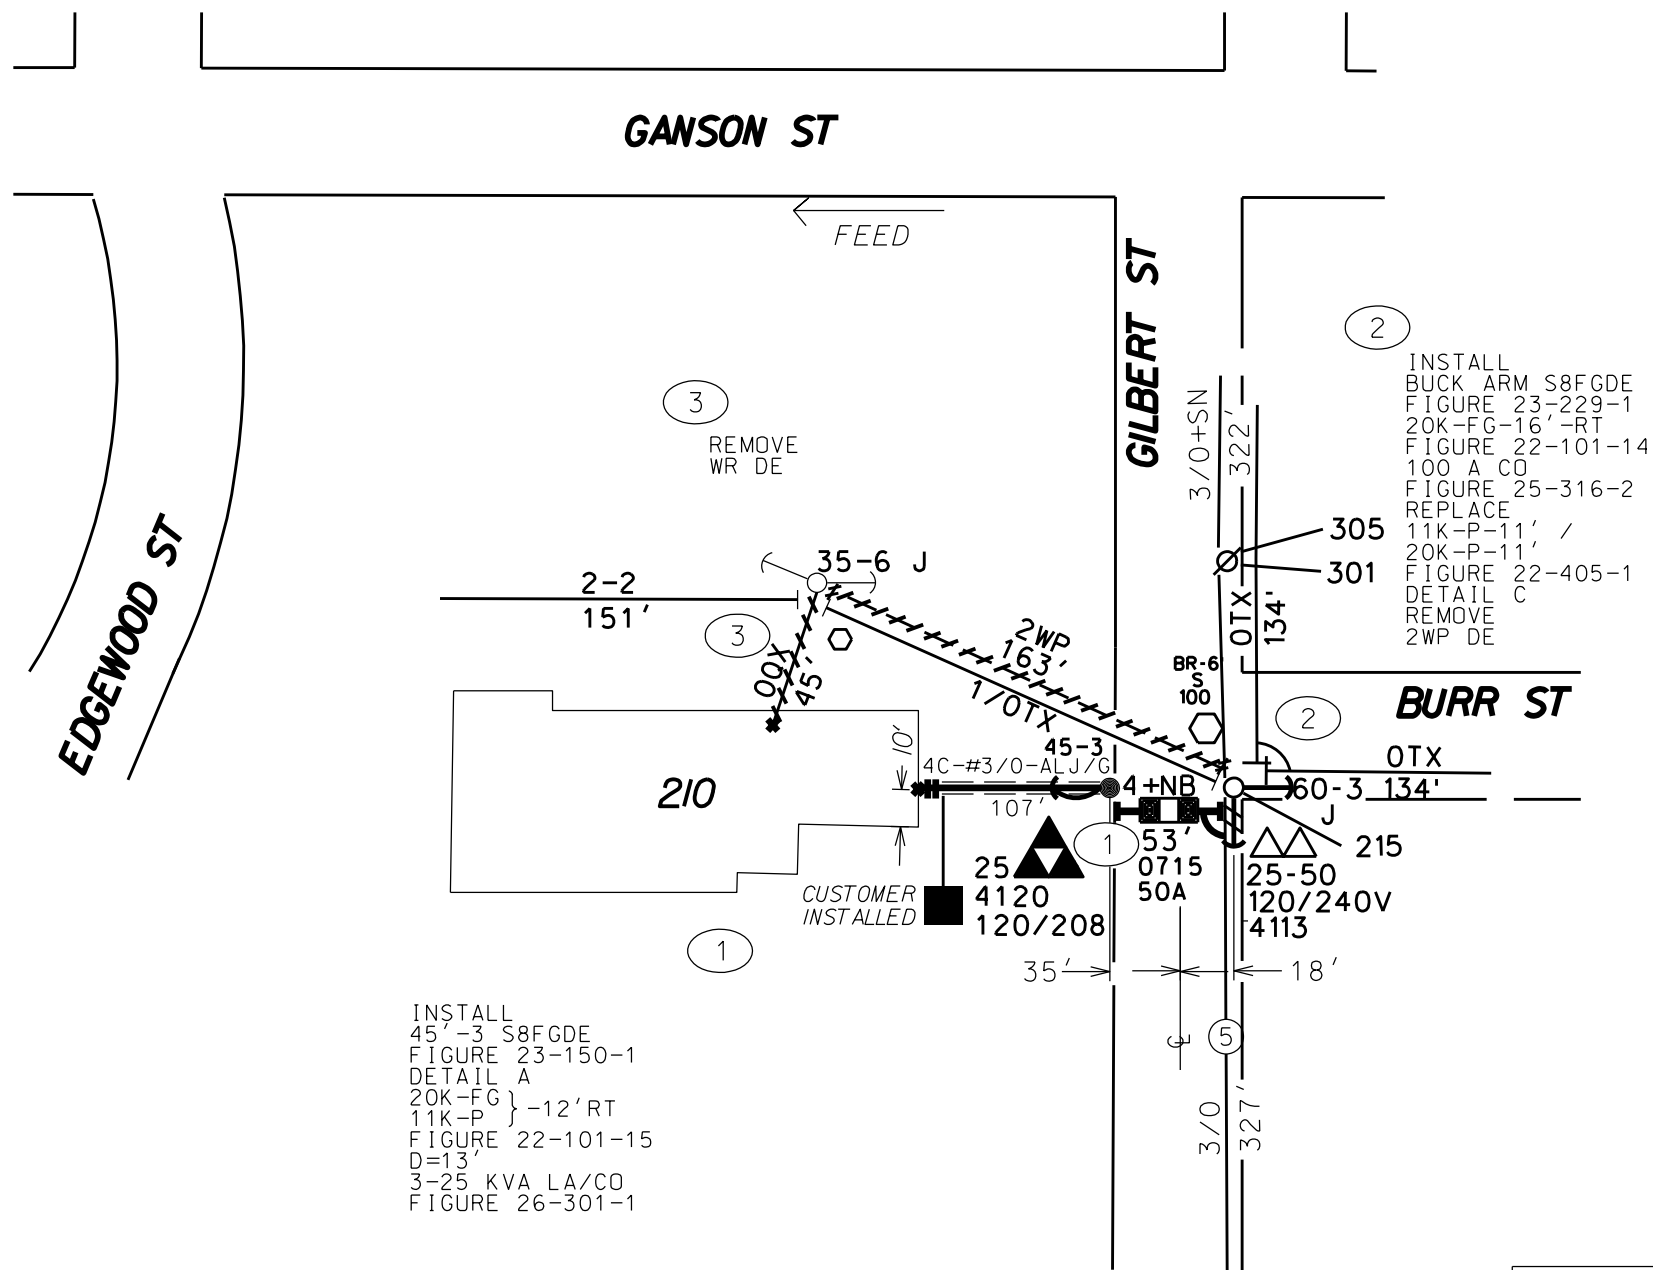 GANSON ST
FEED
GILBERT ST
EDGEWOOD ST
2
INSTALL
BUCK ARM S8FGDE
FIGURE 23-229-1
20K-FG-16'-RT
FIGURE 22-101-14
100 A CO
FIGURE 25-316-2
REPLACE
11K-P-11' /
20K-P-11'
FIGURE 22-405-1
DETAIL C
REMOVE
2WP DE
3
REMOVE
WR DE
3/0+SN
322'
305
301
35-6 J
2-2
151'
3
OQX
45'
2WP
163'
1/OTX
OTX
134'
BR-6
S
100
BURR ST
2
OTX
134'
60-3
J
215
45-3
4C-#3/0-ALJ/G
107'
10'
210
4+NB
1
53'
0715
50A
25
4120
120/208
CUSTOMER
INSTALLED
25-50
120/240V
4113
35'
18'
1
5
3/0
327'
INSTALL
45'-3 S8FGDE
FIGURE 23-150-1
DETAIL A
20K-FG
11K-P } -12'RT
FIGURE 22-101-15
D=13'
3-25 KVA LA/CO
FIGURE 26-301-1